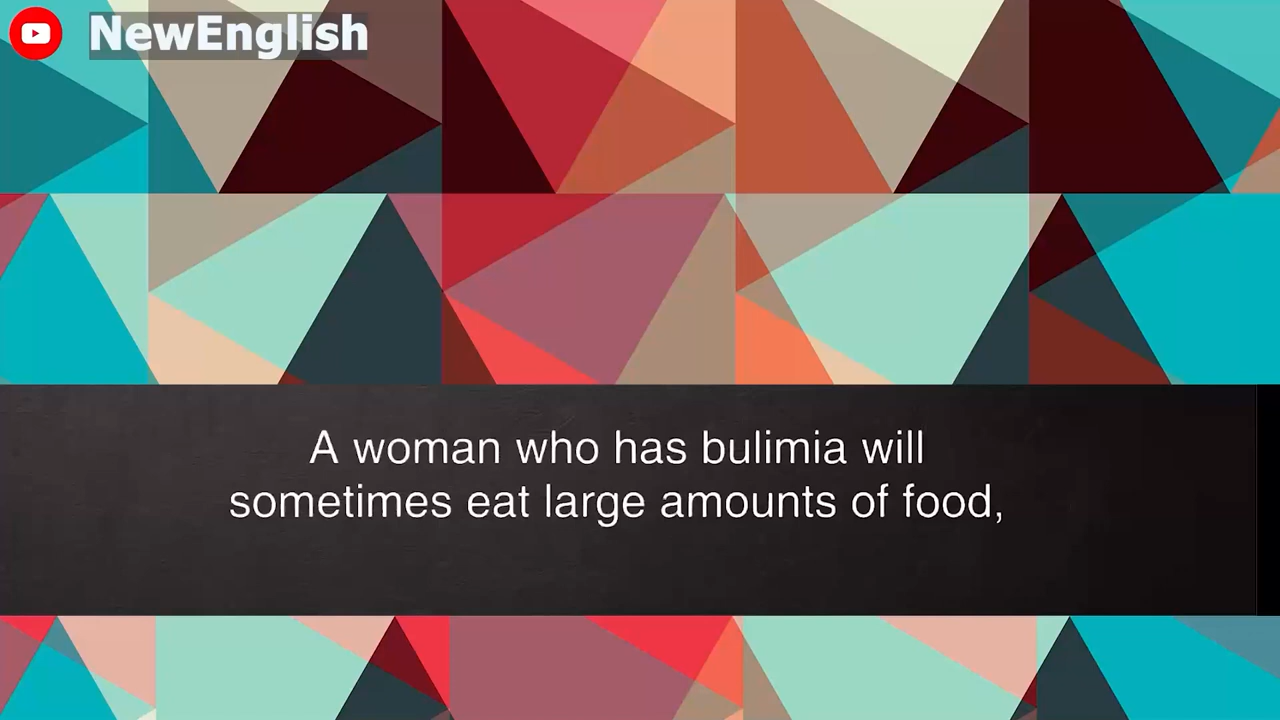 NewEnglish
A woman who has bulimia will
sometimes eat large amounts of food,